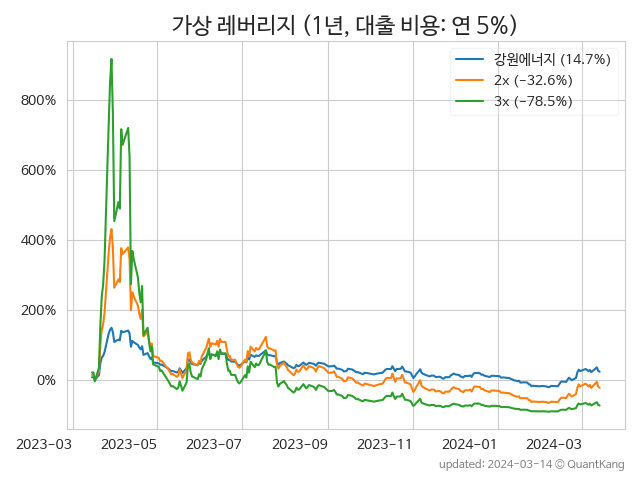 가상 레버리지 (1년, 대출 비용: 연 5%)
강원에너지 (14.7%)
2x (−32.6%)
3x (−78.5%)
800%
600%
400%
200%
0%
2023−03 2023−05 2023−07 2023−09 2023−11 2024−01 2024−03
updated: 2024−03−14 © QuantKang